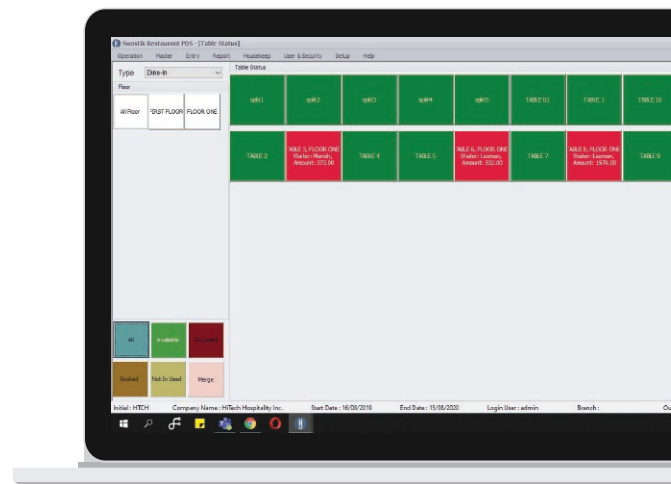 Swostik Restaurant POS - [Table Status]
Operation Master Entry Report Housekeep User & Security Setup Help
Type Dine-in
Table Status
Floor
All Floor FIRST FLOOR FLOOR ONE
split1 split2 split3 split4 split5 TABLE 01 TABLE 1 TABLE 10
TABLE 2
ABLE 3, FLOOR ONE
Waiter: Manish,
Amount: 373.00
TABLE 4 TABLE 5
ABLE 6, FLOOR ONE
Waiter: Laxman,
Amount: 332.00
TABLE 7
ABLE 8, FLOOR ONE
Waiter: Laxman,
Amount: 1576.00
TABLE 9
All Available Occupied
Booked Not In Used Merge
Initial : HTCH Company Name : HiTech Hospitality Inc. Start Date : 16/08/2019 End Date : 15/08/2020 Login User : admin Branch : Ou